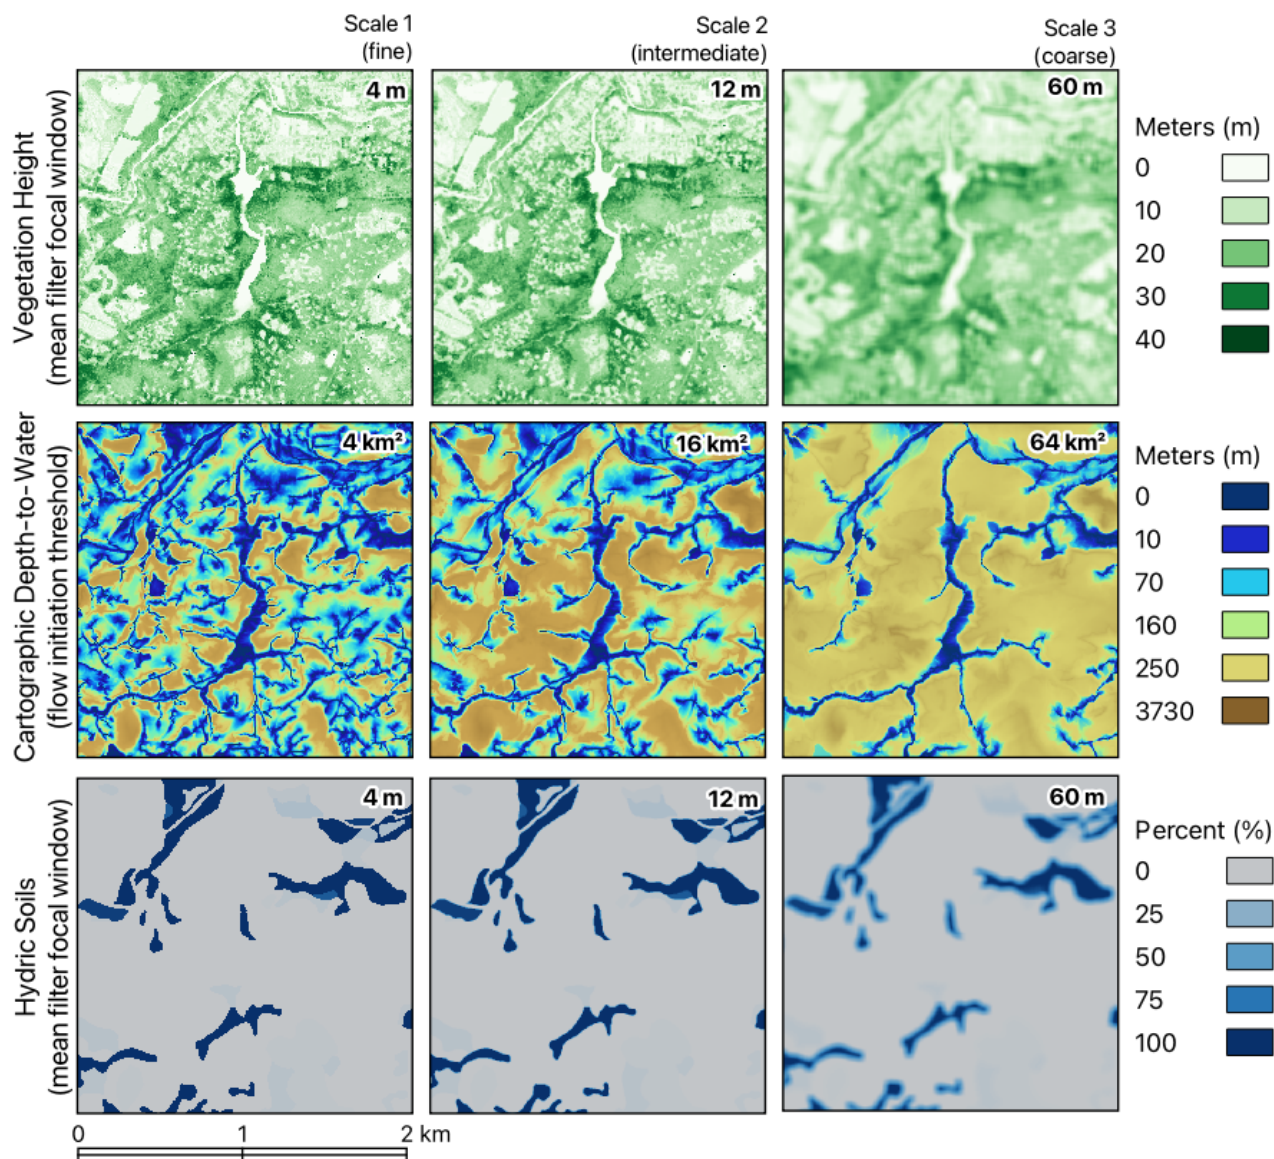 Scale 1
(fine)
Scale 2
(intermediate)
Scale 3
(coarse)
Vegetation Height
(mean filter focal window)
4 m
12 m
60 m
Meters (m)
0
10
20
30
40
Cartographic Depth-to-Water
(flow initiation threshold)
4 km²
16 km²
64 km²
Meters (m)
0
10
70
160
250
3730
Hydric Soils
(mean filter focal window)
4 m
12 m
60 m
Percent (%)
0
25
50
75
100
0 1 2 km